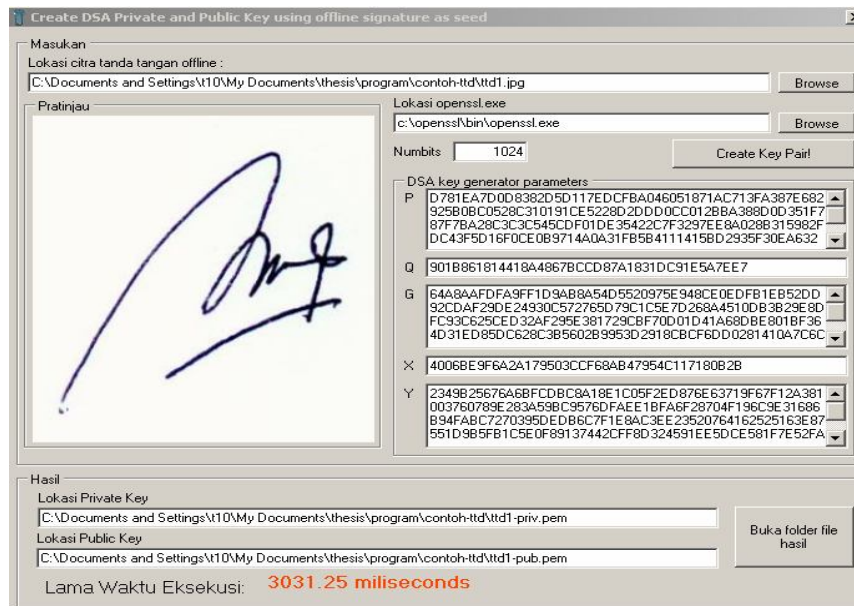 Create DSA Private and Public Key using offline signature as seed
Masukan
Lokasi citra tanda tangan offline :
C:\Documents and Settings\t10\My Documents\thesis\program\contoh-ttd\ttd1.jpg
Browse
Pratinjau
Lokasi openssl.exe
c:\openssl\bin\openssl.exe
Browse
Numbits 1024
Create Key Pair!
DSA key generator parameters
P D781EA7D0D8382D5D117EDCFBA046051871AC713FA387E682
925B0BC0528C310191CE5228D2DDD0CC012BBA388D0D351F7
87F7BA28C3C3C545CDF01DE35422C7F3297EE8A028B315982F
DC43F5D16F0CE0B9714A0A31FB5B4111415BD2935F30EA632
Q 901B861814418A4867BCCD87A1831DC91E5A7EE7
G 64A8AAFDFA9FF1D9AB8A54D5520975E948CE0EDFB1EB52DD
92CDAF29DE24930C572765D79C1C5E7D268A4510DB3B29E8D
FC93C625CED32AF295E381729CBF70D01D41A68DBE801BF36
4D31ED85DC628C3B5602B9953D2918CBCF6DD0281410A7C6C
X 4006BE9F6A2A179503CCF68AB47954C117180B2B
Y 2349B25676A6BFCDBC8A18E1C05F2ED876E63719F67F12A381
003760789E283A59BC9576DFAEE1BFA6F28704F196C9E31686
B94FABC7270395DEDB6C7F1E8AC3EE23520764162525163E87
551D9B5FB1C5E0F89137442CFF8D324591EE5DCE581F7E52FA
Hasil
Lokasi Private Key
C:\Documents and Settings\t10\My Documents\thesis\program\contoh-ttd\ttd1-priv.pem
Lokasi Public Key
C:\Documents and Settings\t10\My Documents\thesis\program\contoh-ttd\ttd1-pub.pem
Buka folder file
hasil
Lama Waktu Eksekusi: 3031.25 miliseconds